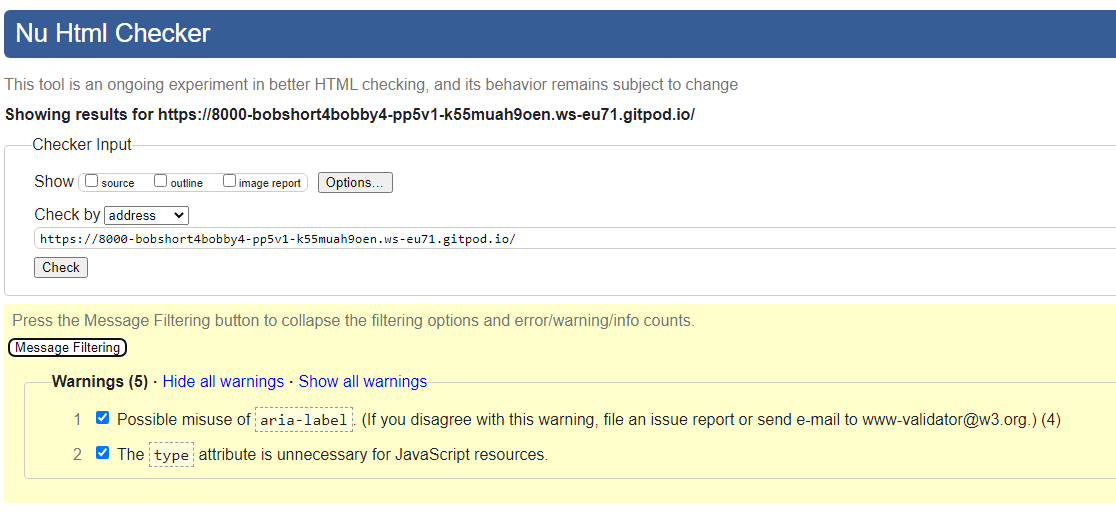 Nu Html Checker
This tool is an ongoing experiment in better HTML checking, and its behavior remains subject to change
Showing results for https://8000-bobshort4bobby4-pp5v1-k55muah9oen.ws-eu71.gitpod.io/
Checker Input
Show source outline image report Options...
Check by address
https://8000-bobshort4bobby4-pp5v1-k55muah9oen.ws-eu71.gitpod.io/
Check
Press the Message Filtering button to collapse the filtering options and error/warning/info counts.
Message Filtering
Warnings (5) · Hide all warnings · Show all warnings
1 Possible misuse of aria-label. (If you disagree with this warning, file an issue report or send e-mail to www-validator@w3.org.) (4)
2 The type attribute is unnecessary for JavaScript resources.